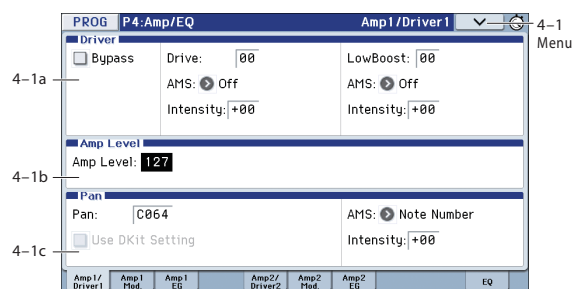 PROG P4:Amp/EQ Amp1/Driver1
4–1
Menu
Driver
Bypass Drive: 00 LowBoost: 00
4–1a
AMS: Off AMS: Off
Intensity: +00 Intensity: +00
Amp Level
Amp Level: 127
4–1b
Pan
Pan: C064 AMS: Note Number
Use DKit Setting Intensity: +00
4–1c
Amp1/ Driver1 Amp1 Mod. Amp1 EG Amp2/ Driver2 Amp2 Mod. Amp2 EG EQ